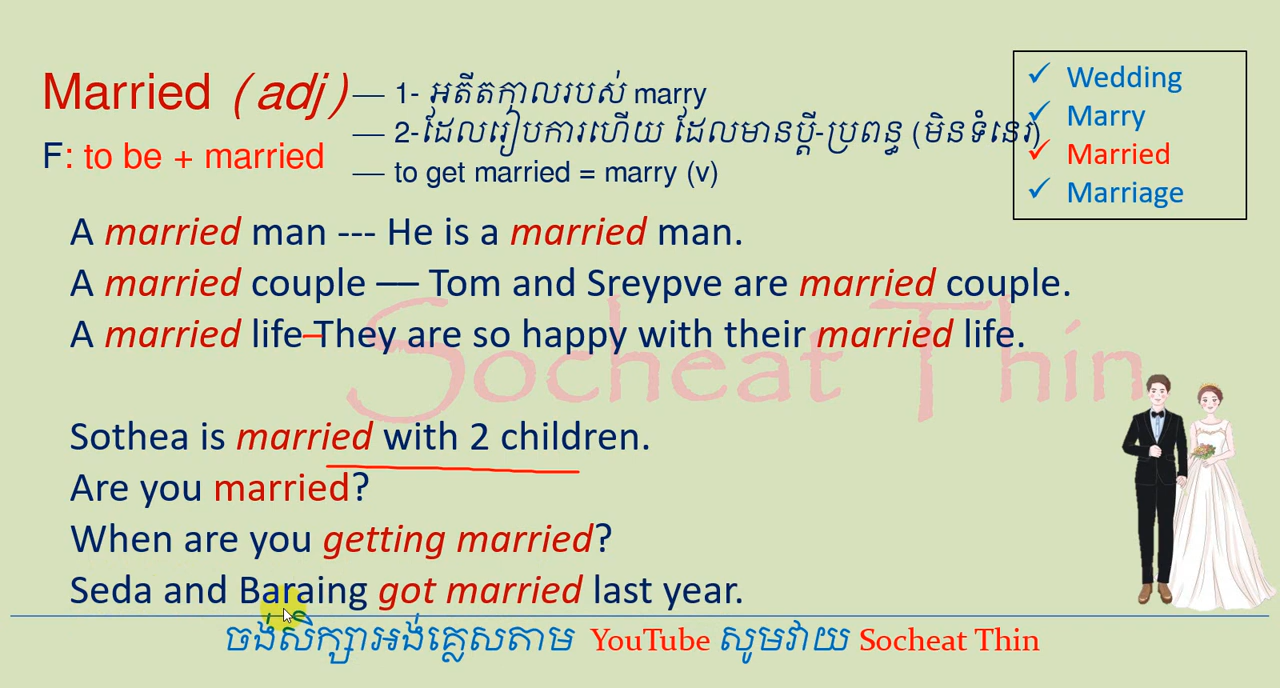 Married (adj)
— 1- អតីតកាលរបស់ marry
— 2-ដែលរៀបការហើយ ដែលមានប្ដី-ប្រពន្ធ (មិនទំនេរ)
F: to be + married
— to get married = marry (v)
✓ Wedding
✓ Marry
✓ Married
✓ Marriage
A married man --- He is a married man.
A married couple — Tom and Sreypve are married couple.
A married life–They are so happy with their married life.
Socheat Thin
Sothea is married with 2 children.
Are you married?
When are you getting married?
Seda and Baraing got married last year.
ចង់សិក្សាអង់គ្លេសតាម YouTube សូមវាយ Socheat Thin